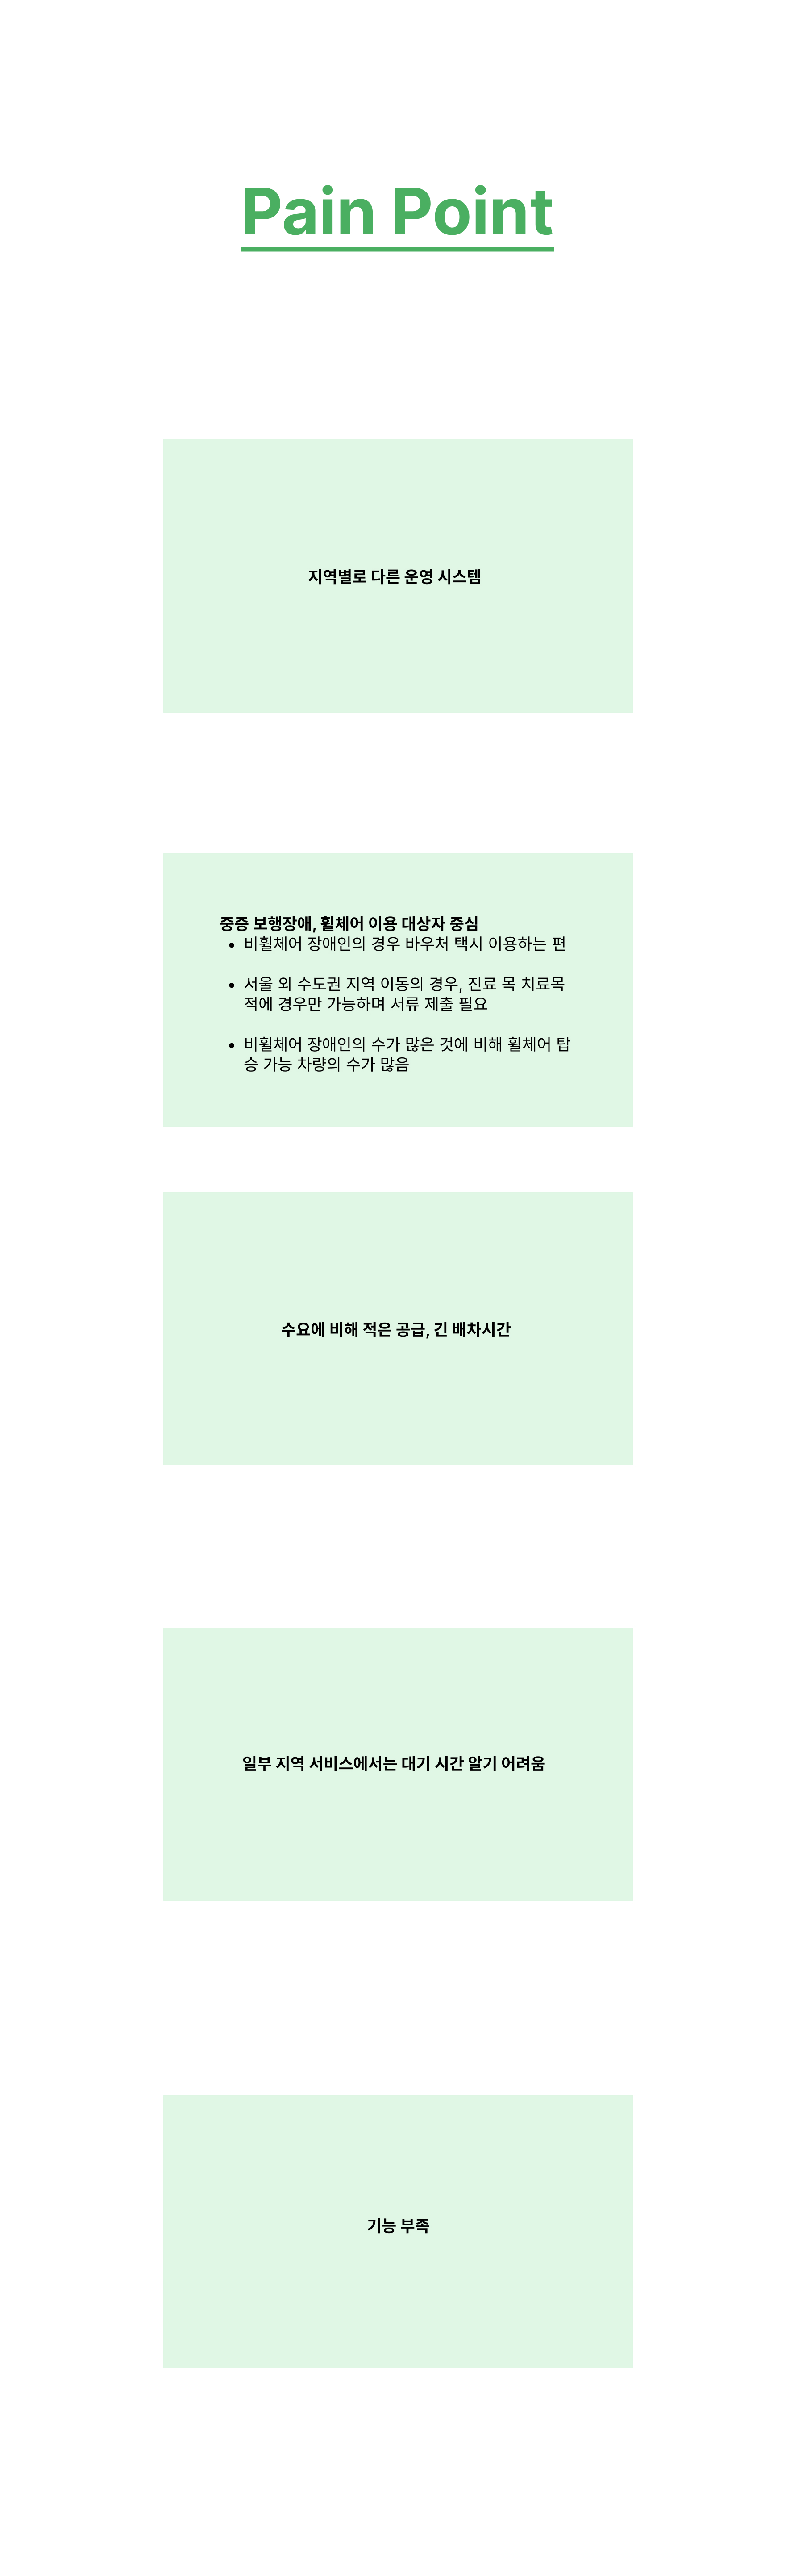 Pain Point
지역별로 다른 운영 시스템
중증 보행장애, 휠체어 이용 대상자 중심
• 비휠체어 장애인의 경우 바우처 택시 이용하는 편
• 서울 외 수도권 지역 이동의 경우, 진료 목 치료목
적에 경우만 가능하며 서류 제출 필요
• 비휠체어 장애인의 수가 많은 것에 비해 휠체어 탑
승 가능 차량의 수가 많음
수요에 비해 적은 공급, 긴 배차시간
일부 지역 서비스에서는 대기 시간 알기 어려움
기능 부족